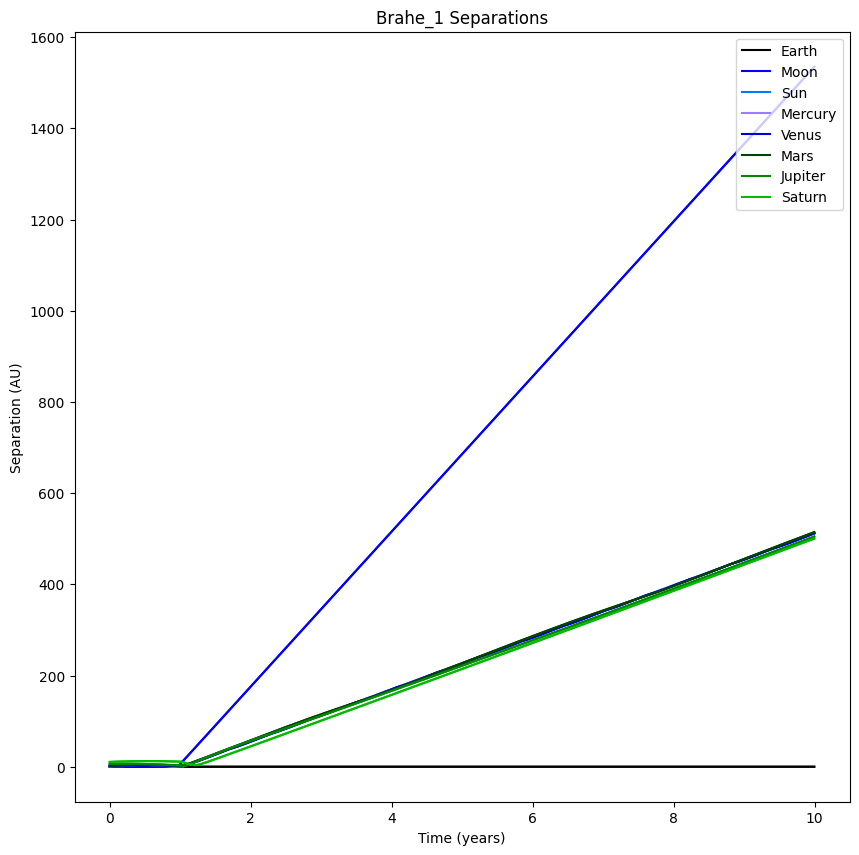 Brahe_1 Separations
Earth
Moon
Sun
Mercury
Venus
Mars
Jupiter
Saturn
Separation (AU)
1600
1400
1200
1000
800
600
400
200
0
0 2 4 6 8 10
Time (years)